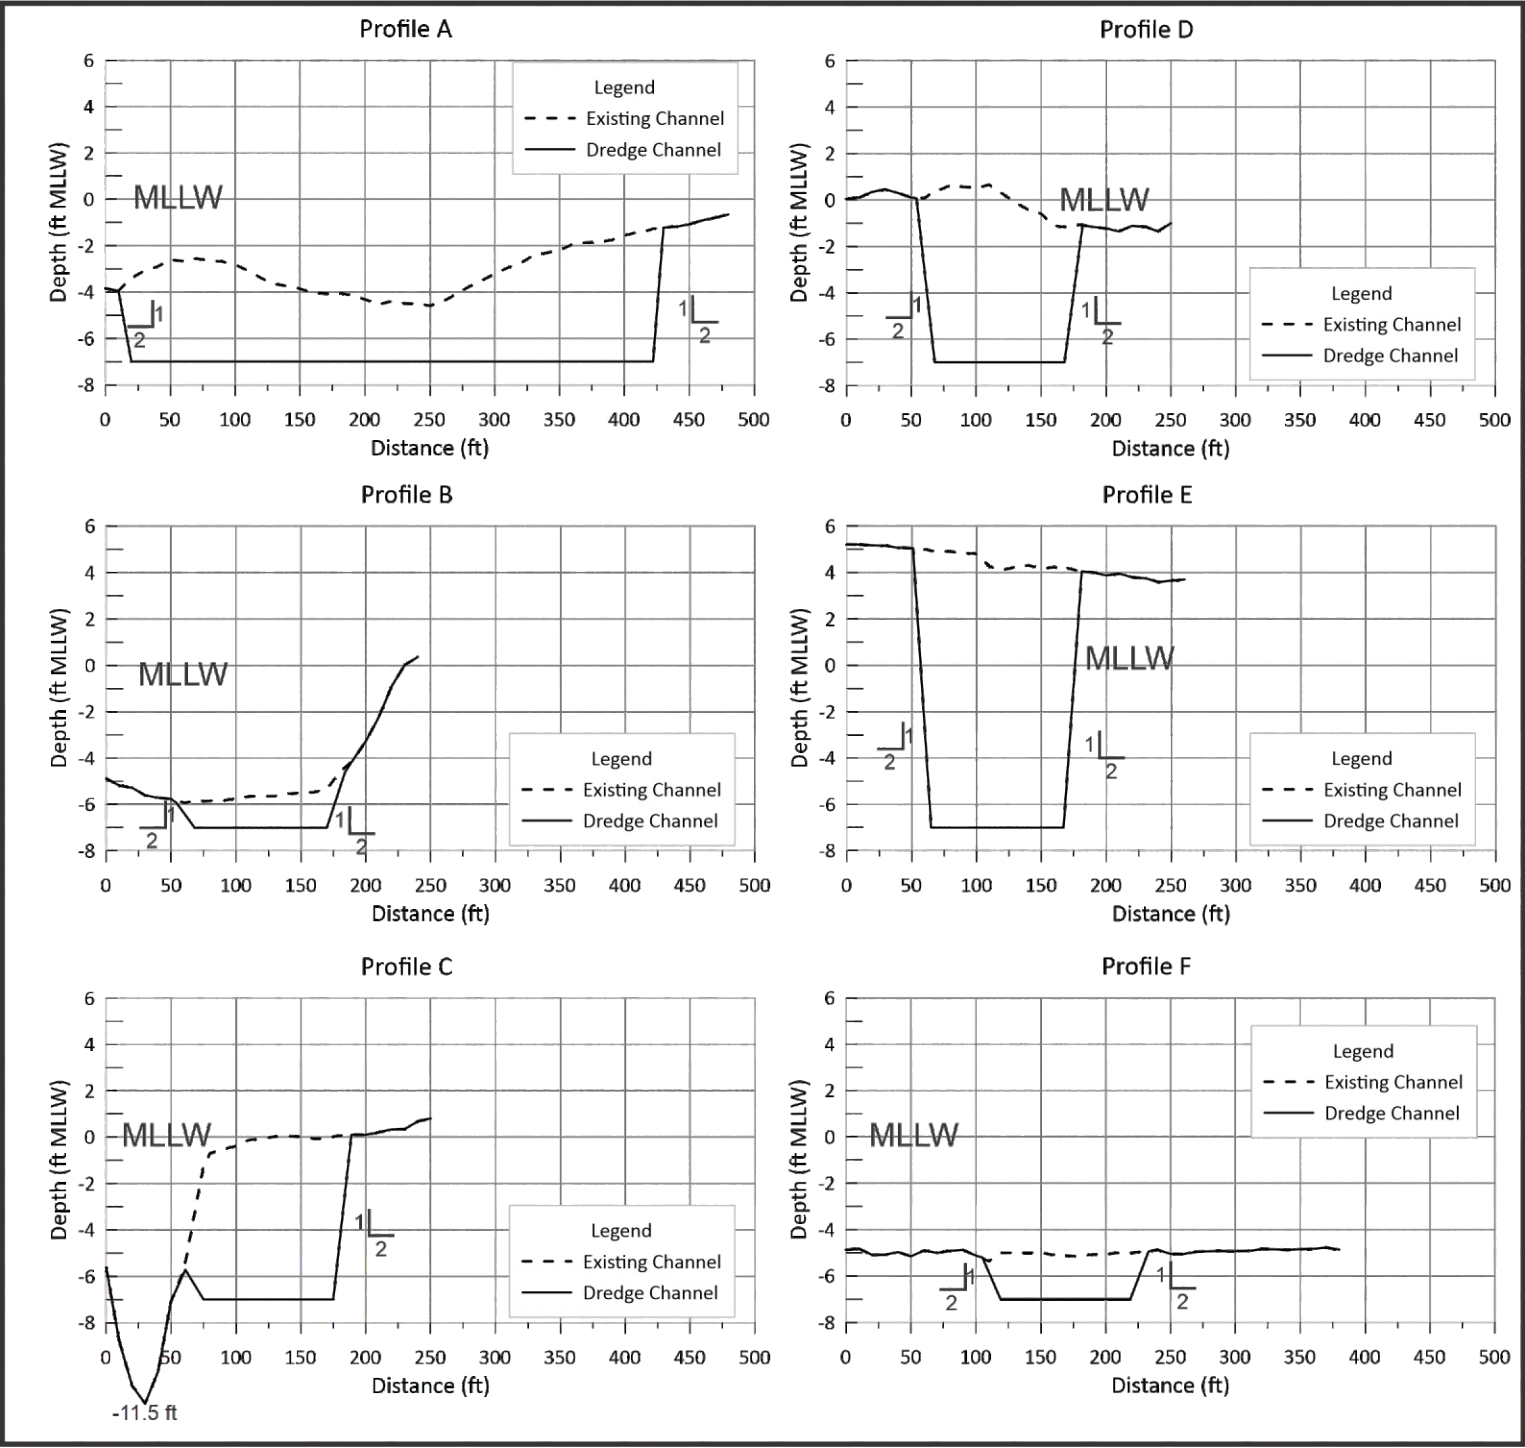 Profile A
6
4
2
0
-2
-4
-6
-8
Depth (ft MLLW)
Legend
Existing Channel
Dredge Channel
MLLW
1
2
1
2
0 50 100 150 200 250 300 350 400 450 500
Distance (ft)
Profile D
6
4
2
0
-2
-4
-6
-8
Depth (ft MLLW)
MLLW
1
2
1
2
Legend
Existing Channel
Dredge Channel
0 50 100 150 200 250 300 350 400 450 500
Distance (ft)
Profile B
6
4
2
0
-2
-4
-6
-8
Depth (ft MLLW)
MLLW
1
2
1
2
Legend
Existing Channel
Dredge Channel
0 50 100 150 200 250 300 350 400 450 500
Distance (ft)
Profile E
6
4
2
0
-2
-4
-6
-8
Depth (ft MLLW)
MLLW
1
2
1
2
Legend
Existing Channel
Dredge Channel
0 50 100 150 200 250 300 350 400 450 500
Distance (ft)
Profile C
6
4
2
0
-2
-4
-6
-8
Depth (ft MLLW)
MLLW
1
2
Legend
Existing Channel
Dredge Channel
0 50 100 150 200 250 300 350 400 450 500
Distance (ft)
-11.5 ft
Profile F
6
4
2
0
-2
-4
-6
-8
Depth (ft MLLW)
Legend
Existing Channel
Dredge Channel
MLLW
1
2
1
2
0 50 100 150 200 250 300 350 400 450 500
Distance (ft)